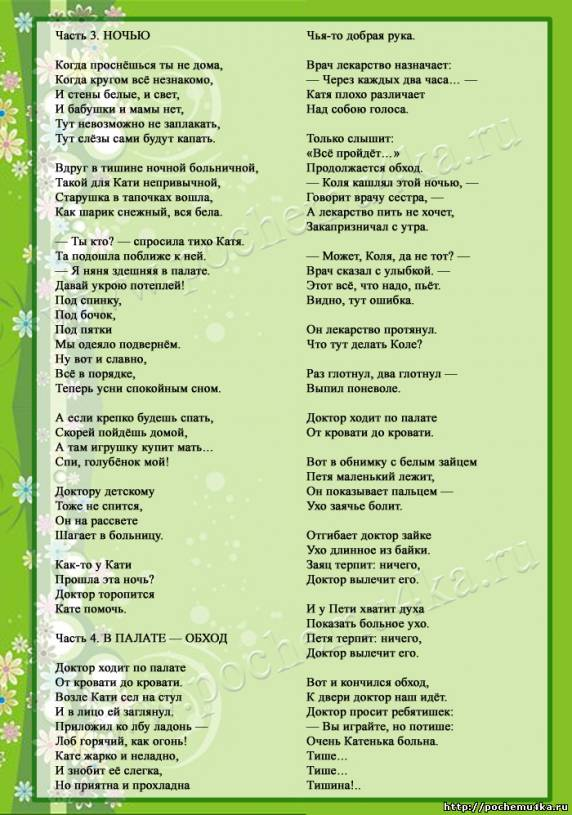 Часть 3. НОЧЬЮ

Когда проснёшься ты не дома,
Когда кругом всё незнакомо,
И стены белые, и свет,
И бабушки и мамы нет,
Тут невозможно не заплакать,
Тут слёзы сами будут капать.

Вдруг в тишине ночной больничной,
Такой для Кати непривычной,
Старушка в тапочках вошла,
Как шарик снежный, вся бела.

— Ты кто? — спросила тихо Катя.
Та подошла поближе к ней.
— Я няня здешняя в палате.
Давай укрою потеплей!
Под спинку,
Под бочок,
Под пятки
Мы одеяло подвернём.
Ну вот и славно,
Всё в порядке,
Теперь усни спокойным сном.

А если крепко будешь спать,
Скорей пойдёшь домой,
А там игрушку купит мать…
Спи, голубёнок мой!

Доктору детскому
Тоже не спится,
Он на рассвете
Шагает в больницу.

Как-то у Кати
Прошла эта ночь?
Доктор торопится
Кате помочь.

Часть 4. В ПАЛАТЕ — ОБХОД

Доктор ходит по палате
От кровати до кровати.
Возле Кати сел на стул
И в лицо ей заглянул.
Приложил ко лбу ладонь —
Лоб горячий, как огонь!
Кате жарко и неладно,
И знобит её слегка,
Но приятна и прохладна
Чья-то добрая рука.

Врач лекарство назначает:
— Через каждых два часа… —
Катя плохо различает
Над собою голоса.

Только слышит:
«Всё пройдёт…»
Продолжается обход.
— Коля кашлял этой ночью, —
Говорит врачу сестра, —
А лекарство пить не хочет,
Закапризничал с утра.

— Может, Коля, да не тот? —
Врач сказал с улыбкой. —
Этот всё, что надо, пьёт.
Видно, тут ошибка.

Он лекарство протянул.
Что тут делать Коле?

Раз глотнул, два глотнул —
Выпил поневоле.

Доктор ходит по палате
От кровати до кровати.

Вот в обнимку с белым зайцем
Петя маленький лежит,
Он показывает пальцем —
Ухо заячье болит.

Отгибает доктор зайке
Ухо длинное из байки.
Заяц терпит: ничего,
Доктор вылечит его.

И у Пети хватит духа
Показать больное ухо.
Петя терпит: ничего,
Доктор вылечит его.

Вот и кончился обход,
К двери доктор наш идёт.
Доктор просит ребятишек:
— Вы играйте, но потише:
Очень Катенька больна.
Тише…
Тише…
Тишина!..
www.pochemu4ka.ru
www.pochemu4ka.ru
http://pochemu4ka.ru